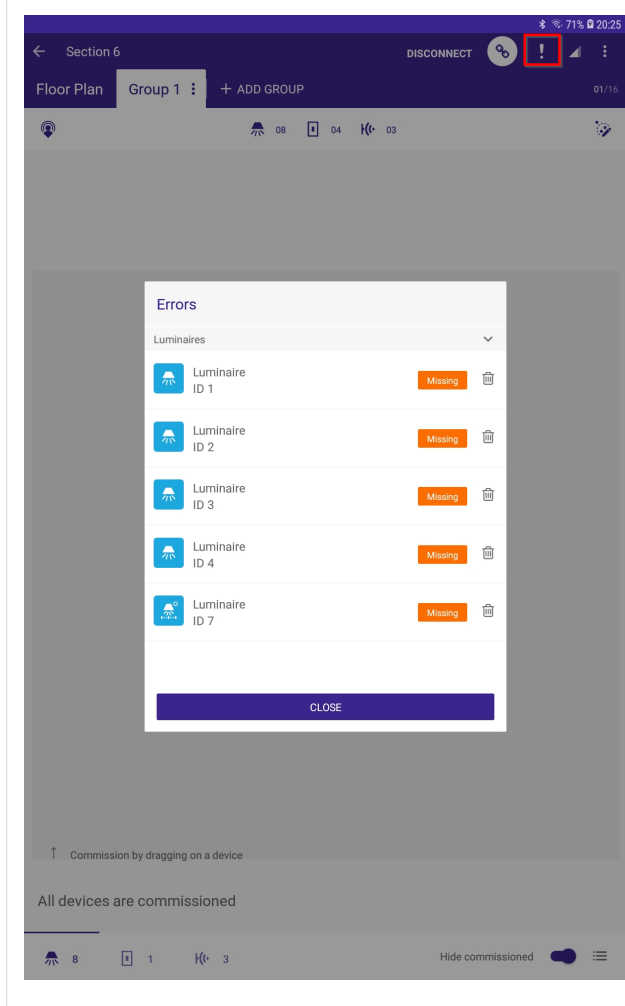 71% 20:25
Section 6 DISCONNECT
Floor Plan Group 1 + ADD GROUP 01/16
08 04 03
Errors
Luminaires
Luminaire
ID 1
Missing
Luminaire
ID 2
Missing
Luminaire
ID 3
Missing
Luminaire
ID 4
Missing
Luminaire
ID 7
Missing
CLOSE
Commission by dragging on a device
All devices are commissioned
8 1 3 Hide commissioned